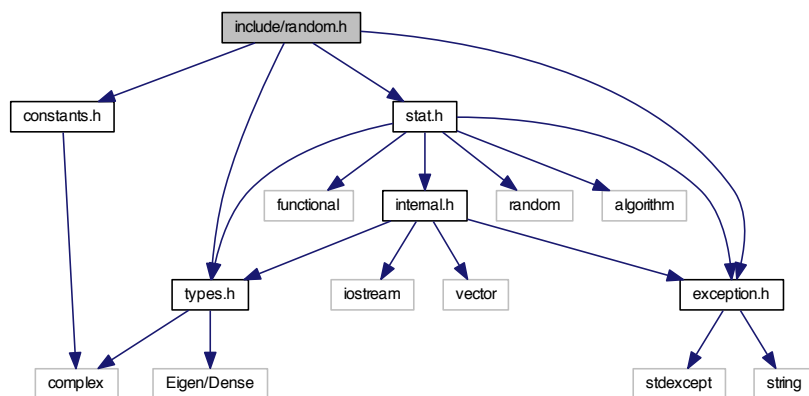 include/random.h
constants.h
stat.h
functional
internal.h
random
algorithm
types.h
iostream
vector
exception.h
complex
Eigen/Dense
stdexcept
string